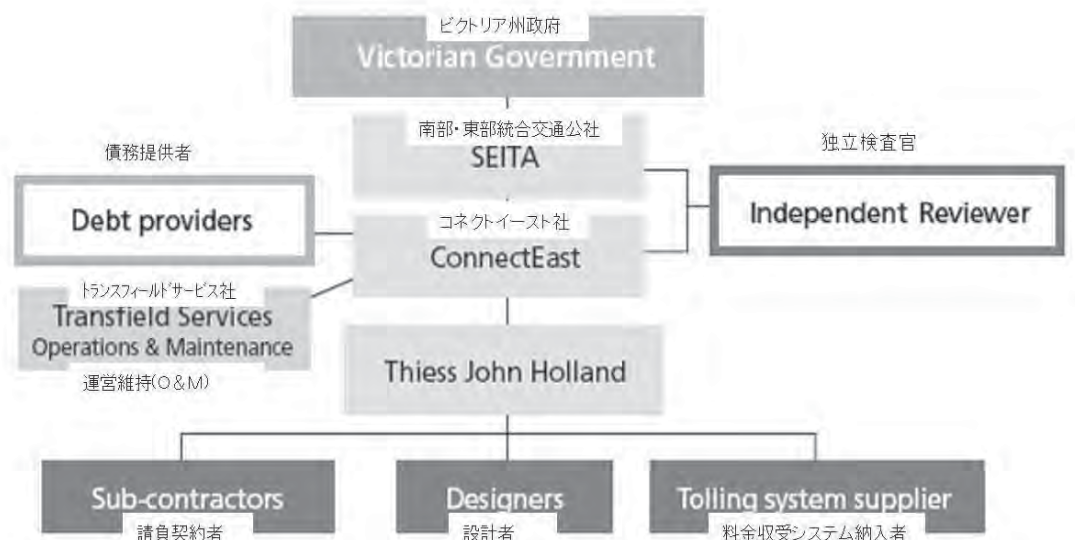 ビクトリア州政府
Victorian Government
南部・東部統合交通公社
SEITA
債務提供者
Debt providers
独立検査官
Independent Reviewer
コネクトイースト社
ConnectEast
トランスフィールドサービス社
Transfield Services
Operations & Maintenance
運営維持(O&M)
Thiess John Holland
Sub-contractors
請負契約者
Designers
設計者
Tolling system supplier
料金収受システム納入者